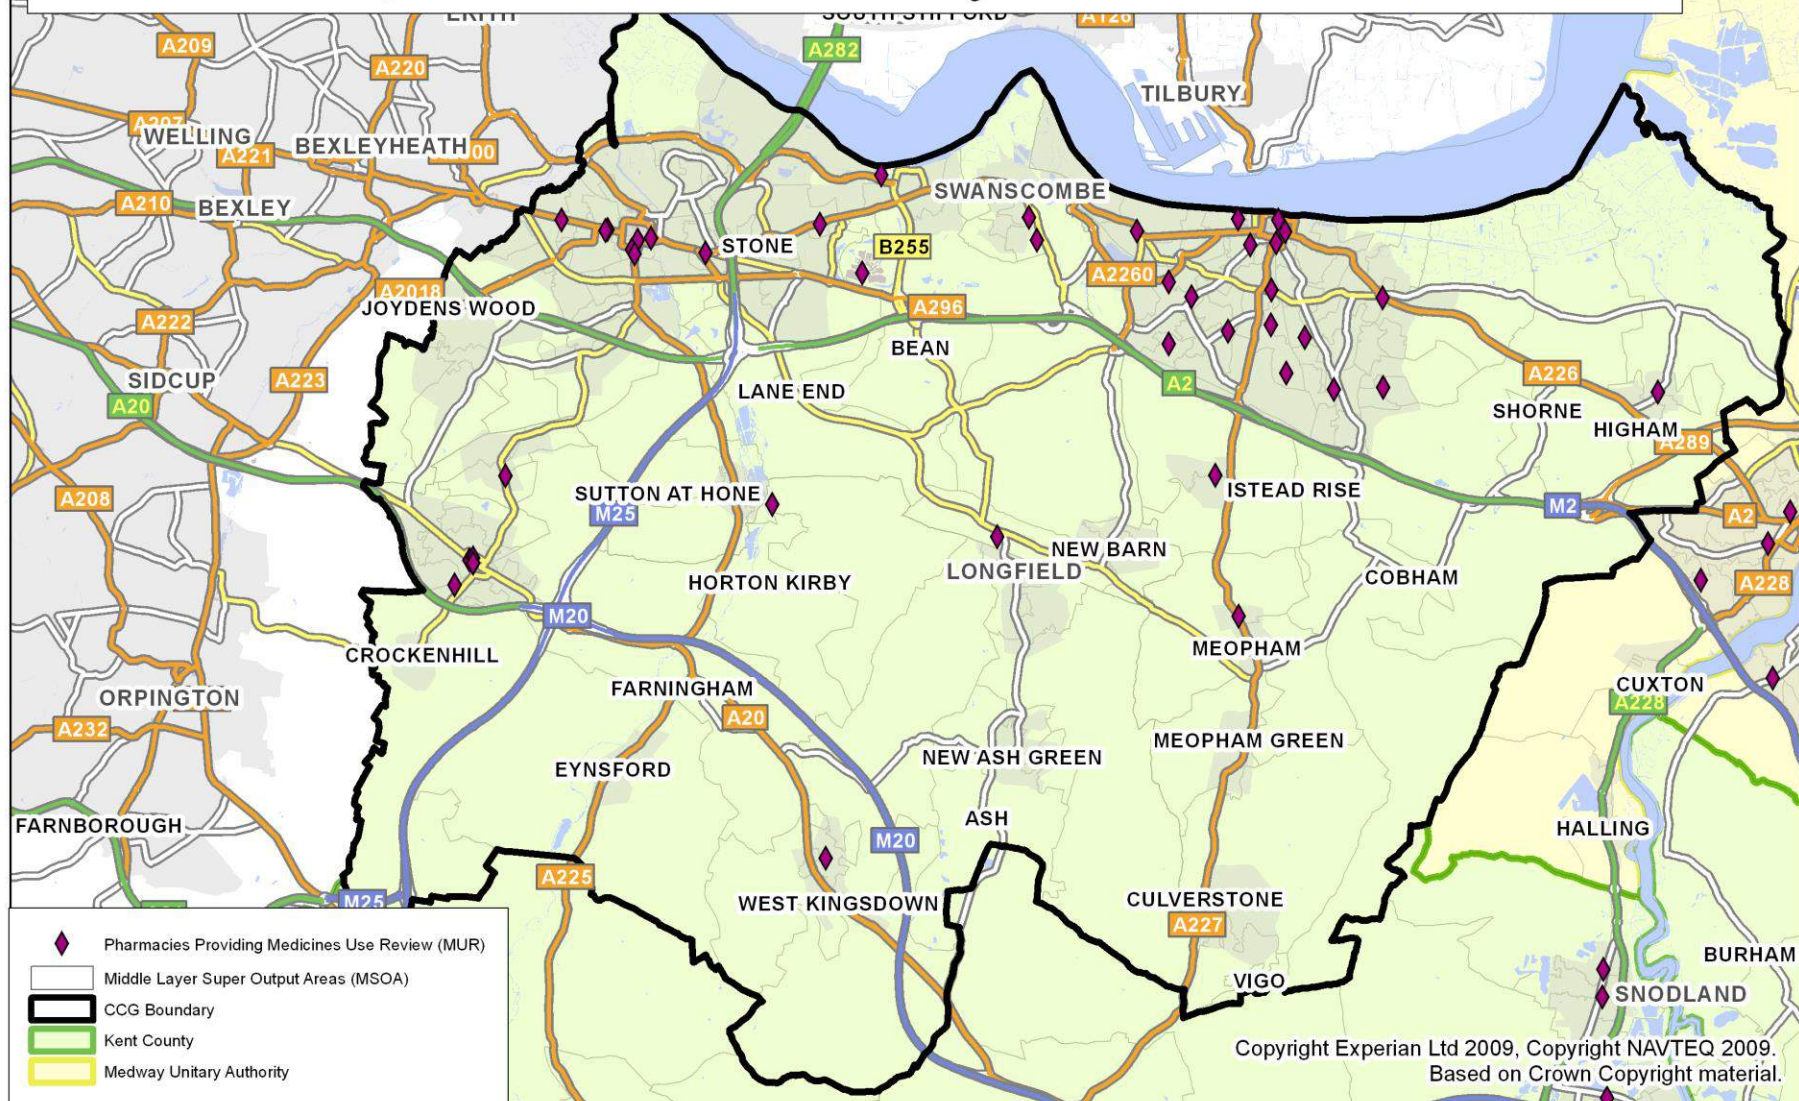 ERITH
SOUTH STIFFORD
A126
A209
A282
A220
TILBURY
A207
WELLING
BEXLEYHEATH
A221
SWANSCOMBE
A210
BEXLEY
STONE
B255
A2260
A2018
JOYDENS WOOD
A296
A222
BEAN
SIDCUP
A223
A2
A226
LANE END
A20
SHORNE
HIGHAM
A289
A208
SUTTON AT HONE
ISTEAD RISE
M25
M2
A2
NEW BARN
LONGFIELD
HORTON KIRBY
COBHAM
A228
M20
CROCKENHILL
MEOPHAM
FARNINGHAM
CUXTON
ORPINGTON
A228
A20
A232
MEOPHAM GREEN
NEW ASH GREEN
EYNSFORD
ASH
FARNBOROUGH
HALLING
M20
A225
WEST KINGSDOWN
CULVERSTONE
M25
A227
Pharmacies Providing Medicines Use Review (MUR)
BURHAM
Middle Layer Super Output Areas (MSOA)
VIGO
SNODLAND
CCG Boundary
Kent County
Medway Unitary Authority
Copyright Experian Ltd 2009, Copyright NAVTEQ 2009.
Based on Crown Copyright material.